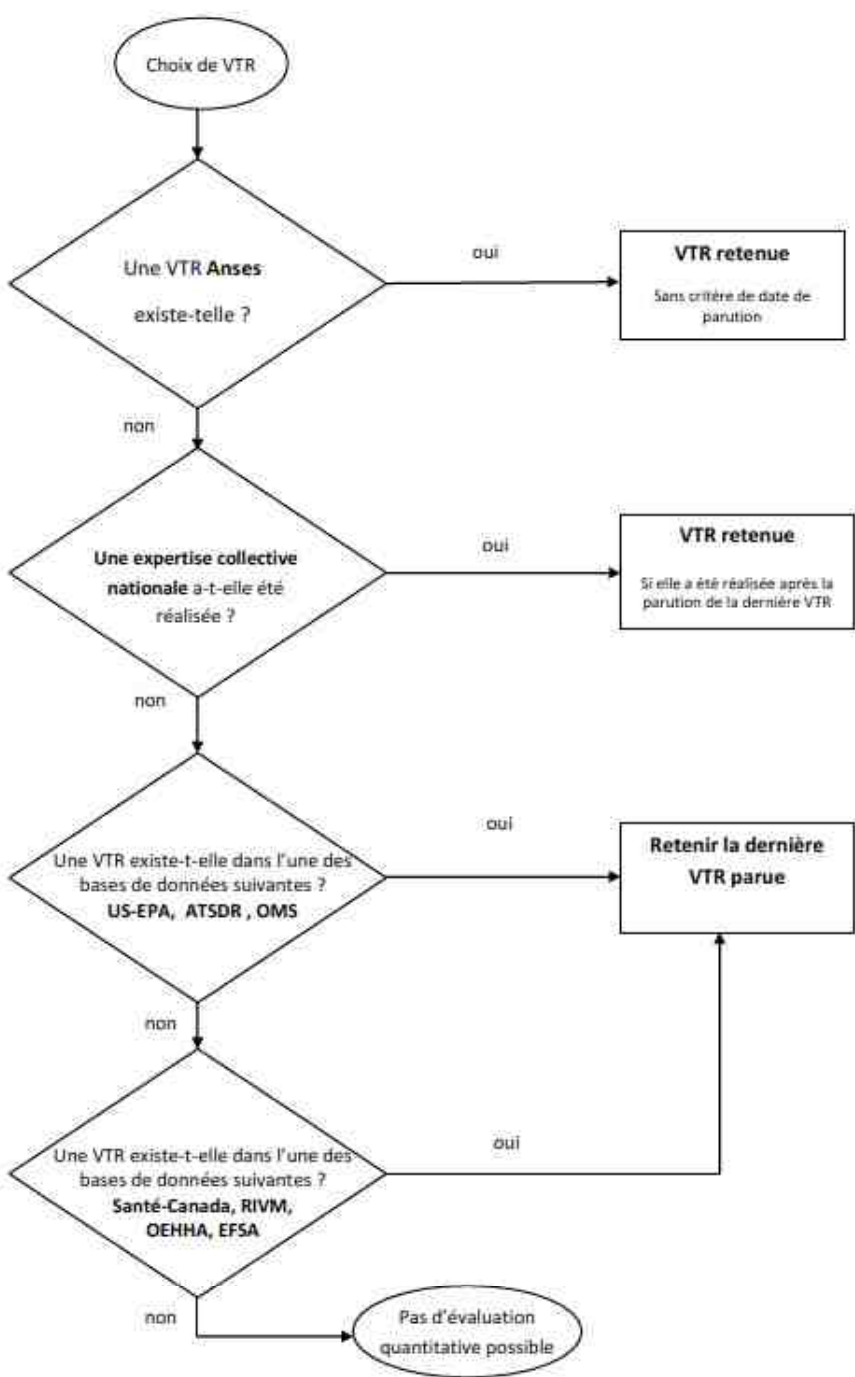 Choix de VTR
Une VTR Anses
existe-telle ?
oui
VTR retenue
Sans critère de date de
parution
non
Une expertise collective
nationale a-t-elle été
réalisée ?
oui
VTR retenue
Si elle a été réalisée après la
parution de la dernière VTR
non
Une VTR existe-t-elle dans l'une des
bases de données suivantes ?
US-EPA, ATSDR , OMS
oui
Retenir la dernière
VTR parue
non
Une VTR existe-t-elle dans l'une des
bases de données suivantes ?
Santé-Canada, RIVM,
OEHHA, EFSA
oui
non
Pas d'évaluation
quantitative possible